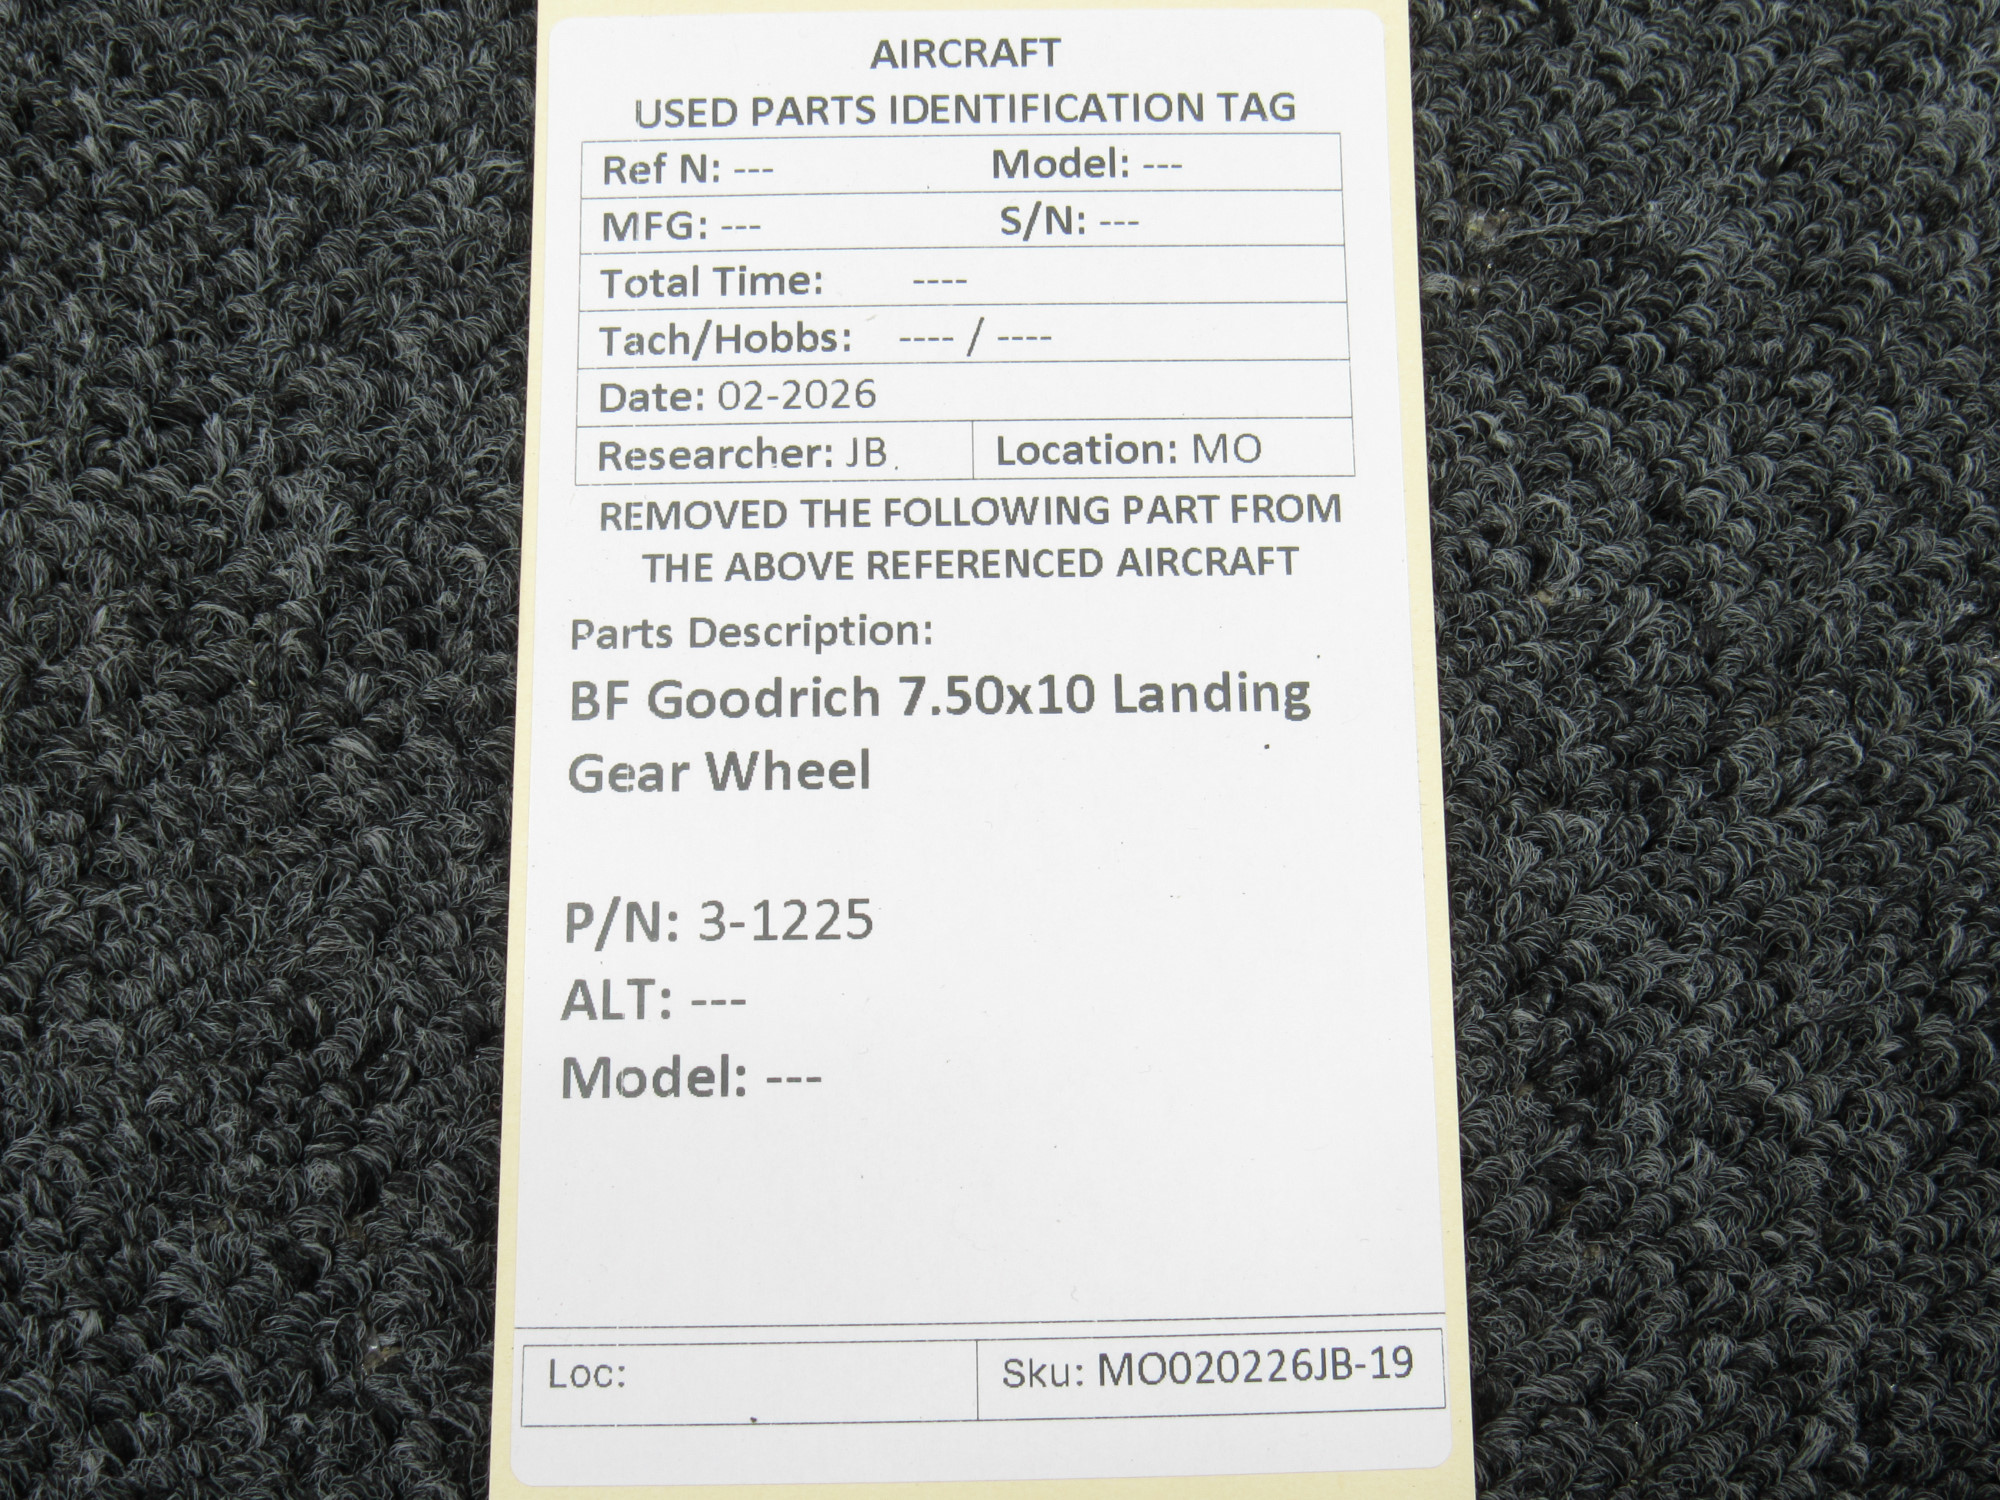 AIRCRAFT
USED PARTS IDENTIFICATION TAG
Ref N: --- Model: ---
MFG: --- S/N: ---
Total Time: ----
Tach/Hobbs: ---- / ----
Date: 02-2026
Researcher: JB Location: MO
REMOVED THE FOLLOWING PART FROM
THE ABOVE REFERENCED AIRCRAFT
Parts Description:
BF Goodrich 7.50x10 Landing
Gear Wheel
P/N: 3-1225
ALT: ---
Model: ---
Loc: Sku: MO020226JB-19